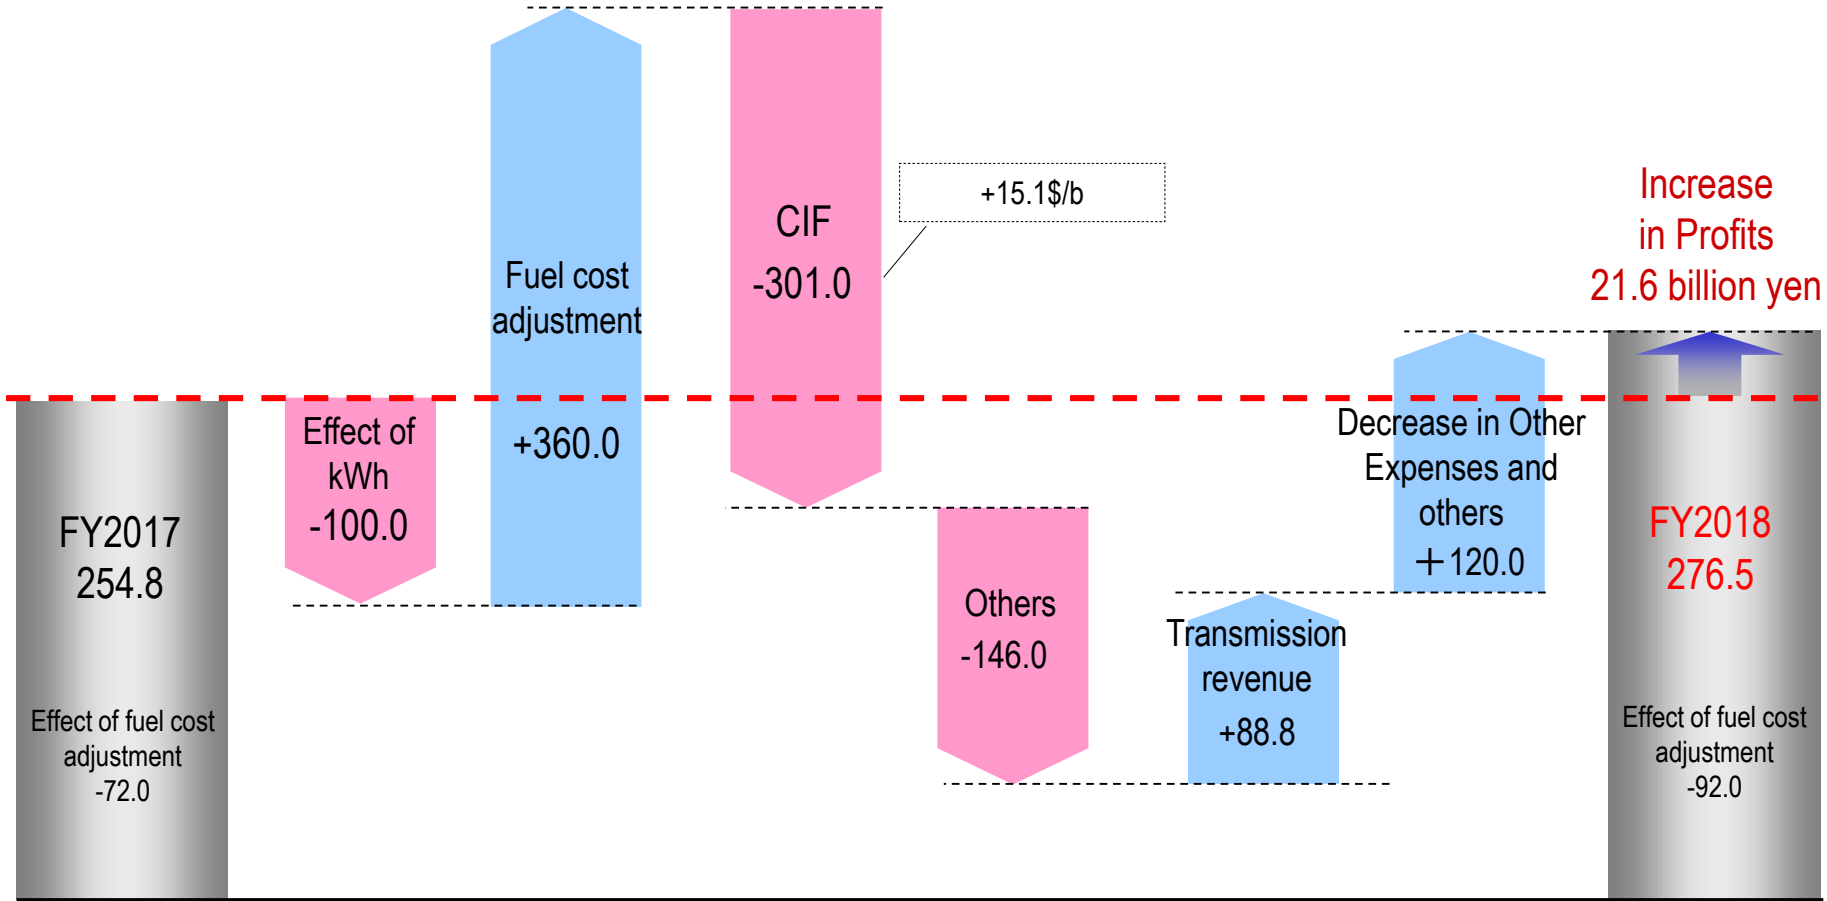 FY2017
254.8
Effect of fuel cost
adjustment
-72.0
Effect of
kWh
-100.0
Fuel cost
adjustment
+360.0
CIF
-301.0
+15.1$/b
Others
-146.0
Transmission
revenue
+88.8
Decrease in Other
Expenses and
others
＋120.0
Increase
in Profits
21.6 billion yen
FY2018
276.5
Effect of fuel cost
adjustment
-92.0